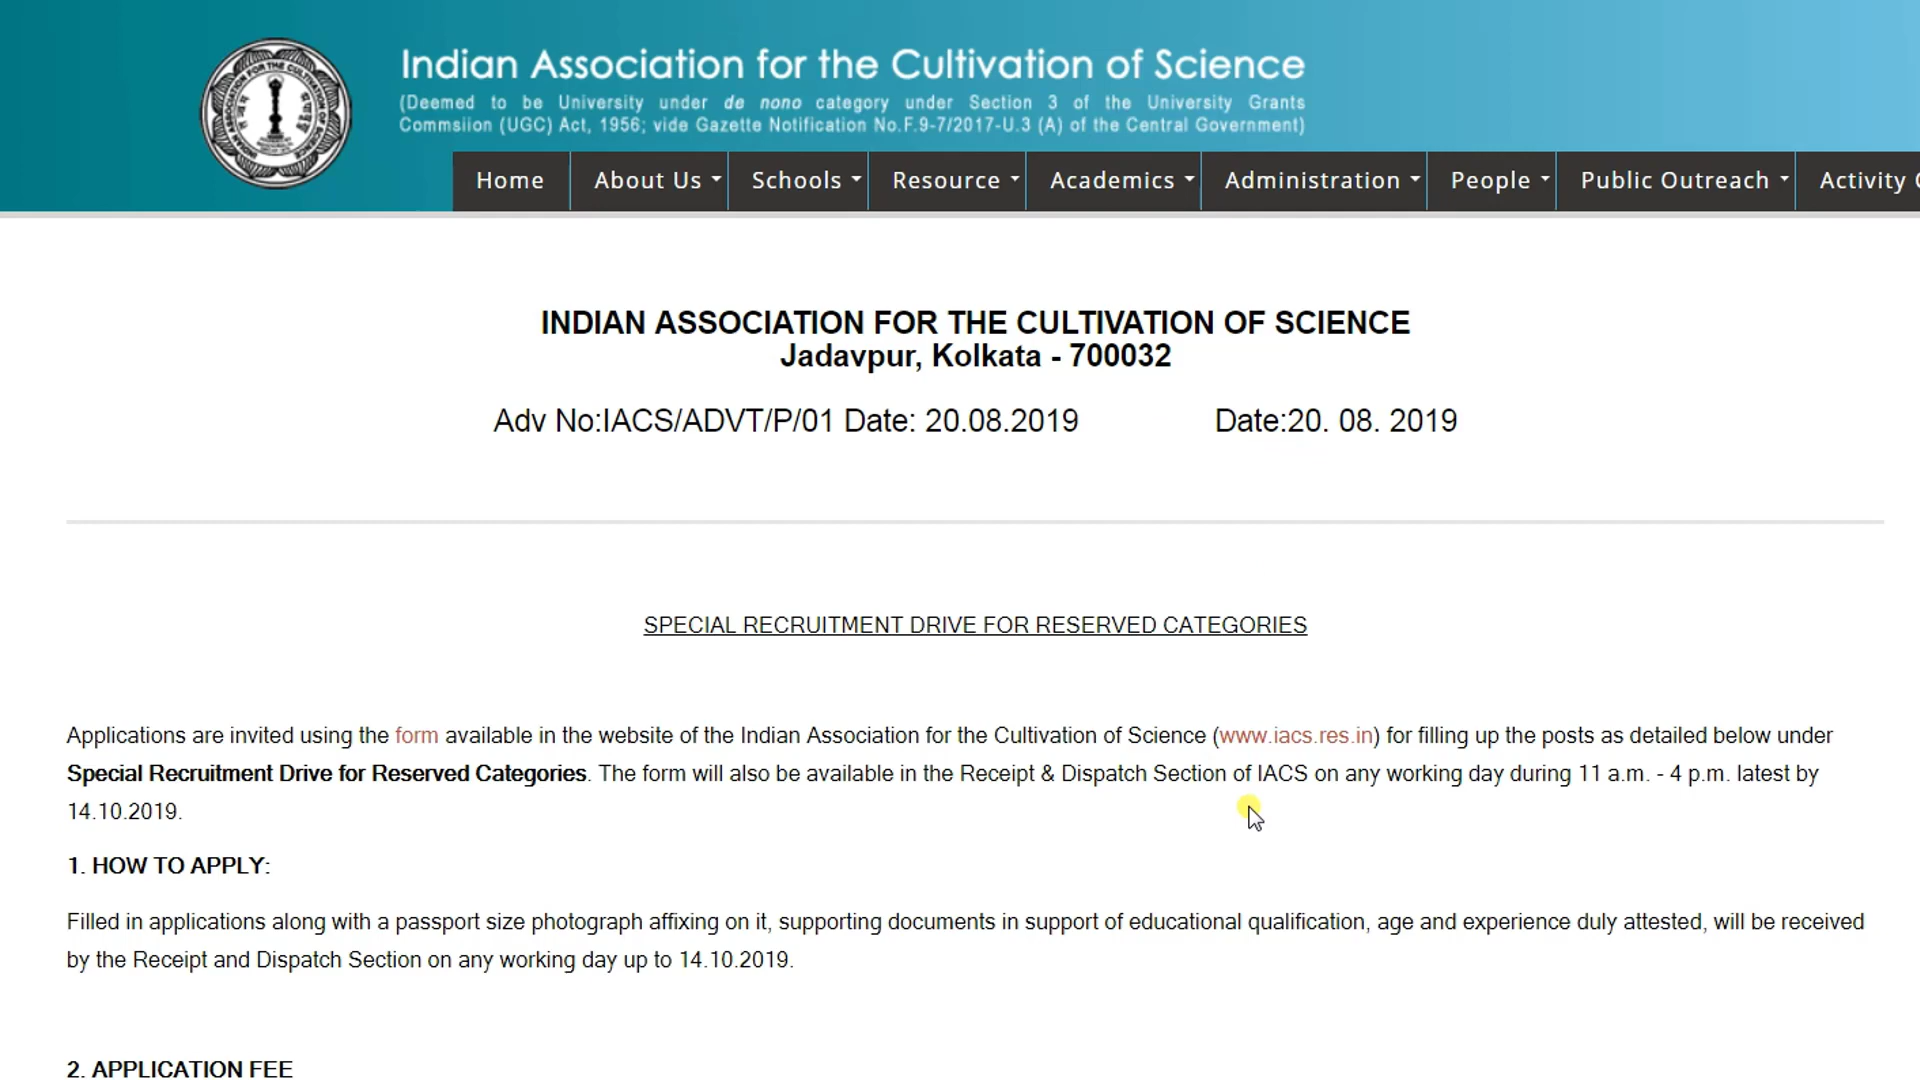 Indian Association for the Cultivation of Science
(Deemed to be University under de nono category under Section 3 of the University Grants
Commsiion (UGC) Act, 1956; vide Gazette Notification No.F.9-7/2017-U.3 (A) of the Central Government)
Home About Us Schools Resource Academics Administration People Public Outreach Activity
INDIAN ASSOCIATION FOR THE CULTIVATION OF SCIENCE
Jadavpur, Kolkata - 700032
Adv No:IACS/ADVT/P/01 Date: 20.08.2019 Date:20. 08. 2019
SPECIAL RECRUITMENT DRIVE FOR RESERVED CATEGORIES
Applications are invited using the form available in the website of the Indian Association for the Cultivation of Science (www.iacs.res.in) for filling up the posts as detailed below under
Special Recruitment Drive for Reserved Categories. The form will also be available in the Receipt & Dispatch Section of IACS on any working day during 11 a.m. - 4 p.m. latest by
14.10.2019.
1. HOW TO APPLY:
Filled in applications along with a passport size photograph affixing on it, supporting documents in support of educational qualification, age and experience duly attested, will be received
by the Receipt and Dispatch Section on any working day up to 14.10.2019.
2. APPLICATION FEE